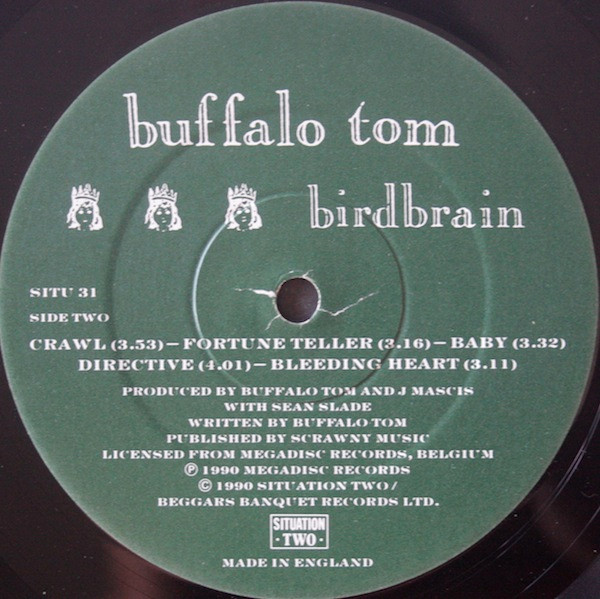 buffalo tom
birdbrain
SITU 31
SIDE TWO
CRAWL (3.53)–FORTUNE TELLER (3.16)–BABY (3.32)
DIRECTIVE (4.01)–BLEEDING HEART (3.11)
PRODUCED BY BUFFALO TOM AND J MASCIS
WITH SEAN SLADE
WRITTEN BY BUFFALO TOM
PUBLISHED BY SCRAWNY MUSIC
LICENSED FROM MEGADISC RECORDS, BELGIUM
Ⓟ 1990 MEGADISC RECORDS
© 1990 SITUATION TWO/
BEGGARS BANQUET RECORDS LTD.
SITUATION
·TWO·
MADE IN ENGLAND